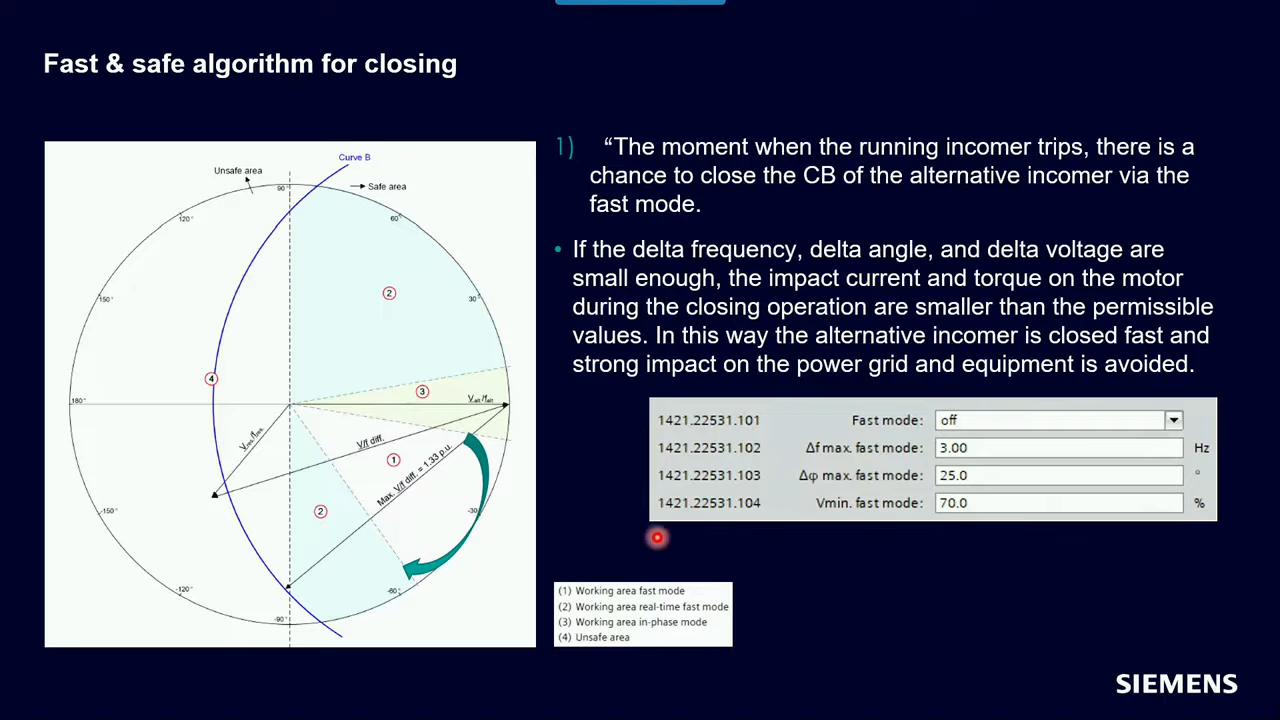 Fast & safe algorithm for closing
Curve B
Unsafe area
Safe area
90°
120°
60°
150°
30°
180°
-150°
-30°
-120°
-60°
-90°
2
3
4
1
2
V/f diff.
Max. V/f diff. = 1.33 p.u.
1) “The moment when the running incomer trips, there is a
chance to close the CB of the alternative incomer via the
fast mode.
• If the delta frequency, delta angle, and delta voltage are
small enough, the impact current and torque on the motor
during the closing operation are smaller than the permissible
values. In this way the alternative incomer is closed fast and
strong impact on the power grid and equipment is avoided.
1421.22531.101 Fast mode: off
1421.22531.102 Δf max. fast mode: 3.00 Hz
1421.22531.103 Δφ max. fast mode: 25.0 °
1421.22531.104 Vmin. fast mode: 70.0 %
(1) Working area fast mode
(2) Working area real-time fast mode
(3) Working area in-phase mode
(4) Unsafe area
SIEMENS